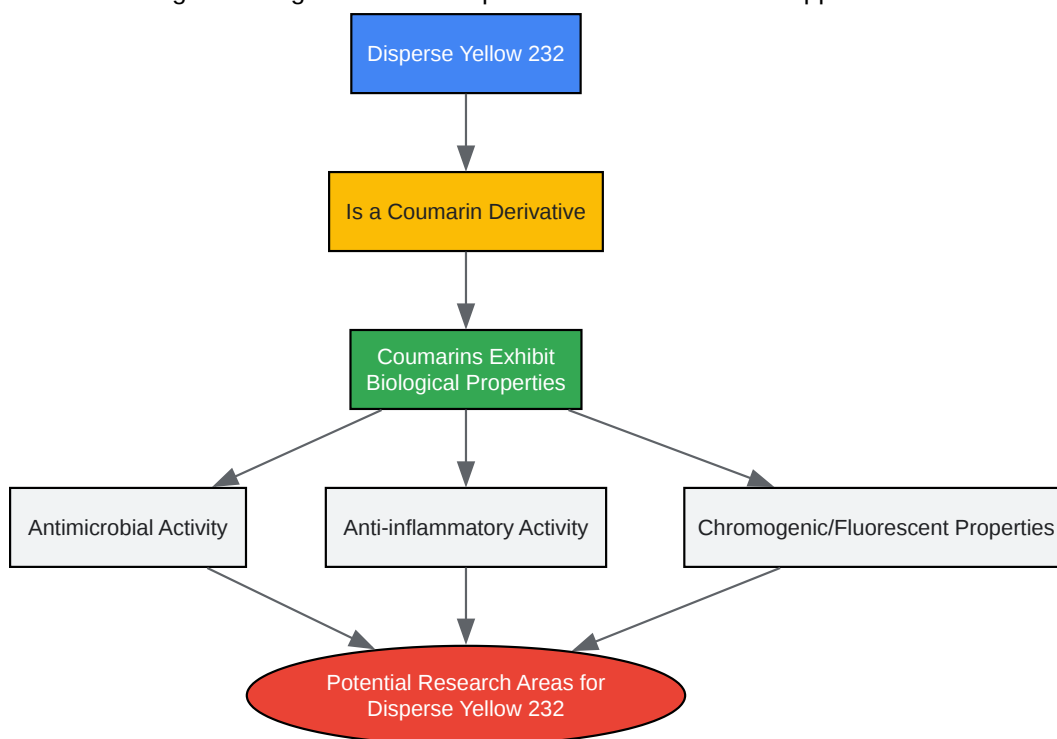 Disperse Yellow 232
Is a Coumarin Derivative
Coumarins Exhibit
Biological Properties
Antimicrobial Activity
Anti-inflammatory Activity
Chromogenic/Fluorescent Properties
Potential Research Areas for
Disperse Yellow 232